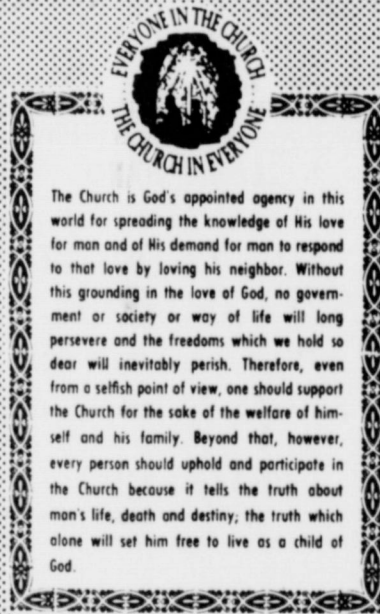 EVERYONE IN THE CHURCH
THE CHURCH IN EVERYONE
The Church is God's appointed agency in this
world for spreading the knowledge of His love
for man and of His demand for man to respond
to that love by loving his neighbor. Without
this grounding in the love of God, no govern-
ment or society or way of life will long
persevere and the freedoms which we hold so
dear will inevitably perish. Therefore, even
from a selfish point of view, one should support
the Church for the sake of the welfare of him-
self and his family. Beyond that, however,
every person should uphold and participate in
the Church because it tells the truth about
man's life, death and destiny; the truth which
alone will set him free to live as a child of
God.